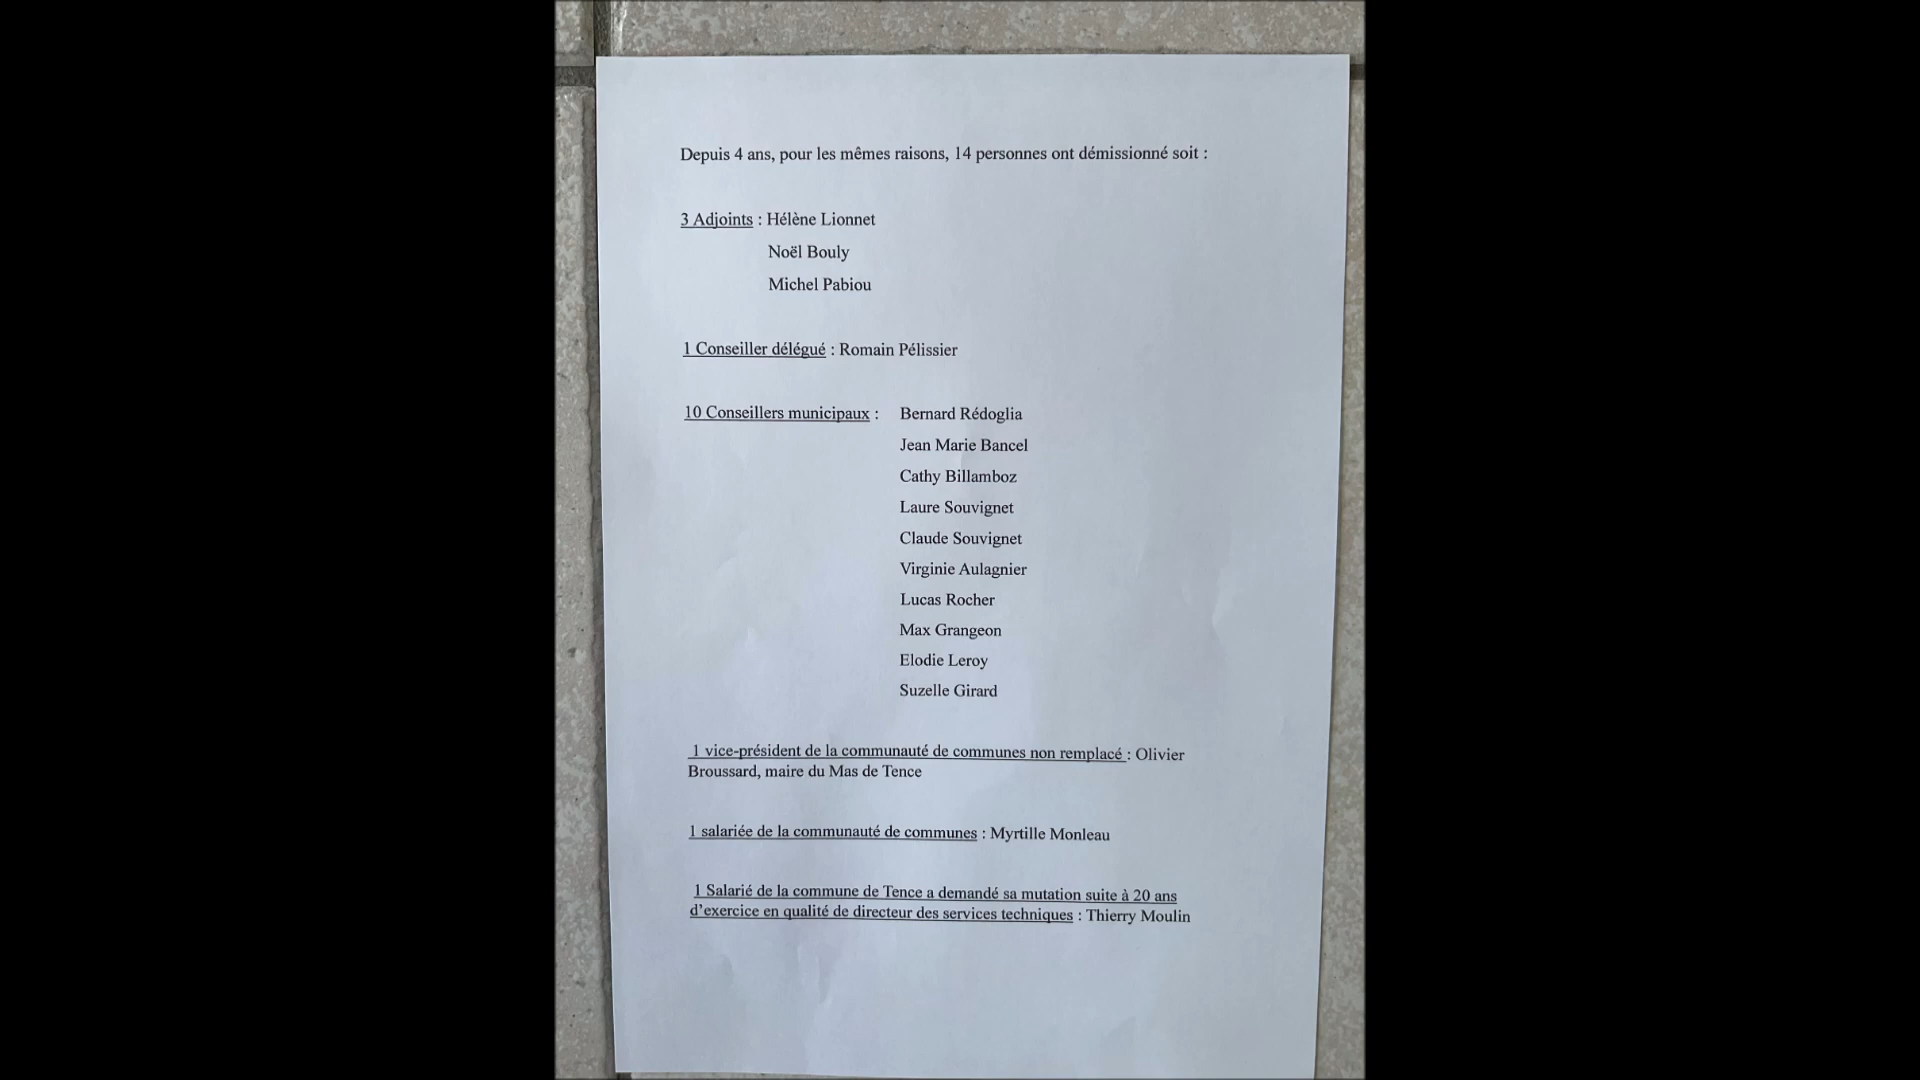 Depuis 4 ans, pour les mêmes raisons, 14 personnes ont démissionné soit :
3 Adjoints : Hélène Lionnet
Noël Bouly
Michel Pabiou
1 Conseiller délégué : Romain Pélissier
10 Conseillers municipaux : Bernard Rédoglia
Jean Marie Bancel
Cathy Billamboz
Laure Souvignet
Claude Souvignet
Virginie Aulagnier
Lucas Rocher
Max Grangeon
Elodie Leroy
Suzelle Girard
1 vice-président de la communauté de communes non remplacé : Olivier
Broussard, maire du Mas de Tence
1 salariée de la communauté de communes : Myrtille Monleau
1 Salarié de la commune de Tence a demandé sa mutation suite à 20 ans
d'exercice en qualité de directeur des services techniques : Thierry Moulin